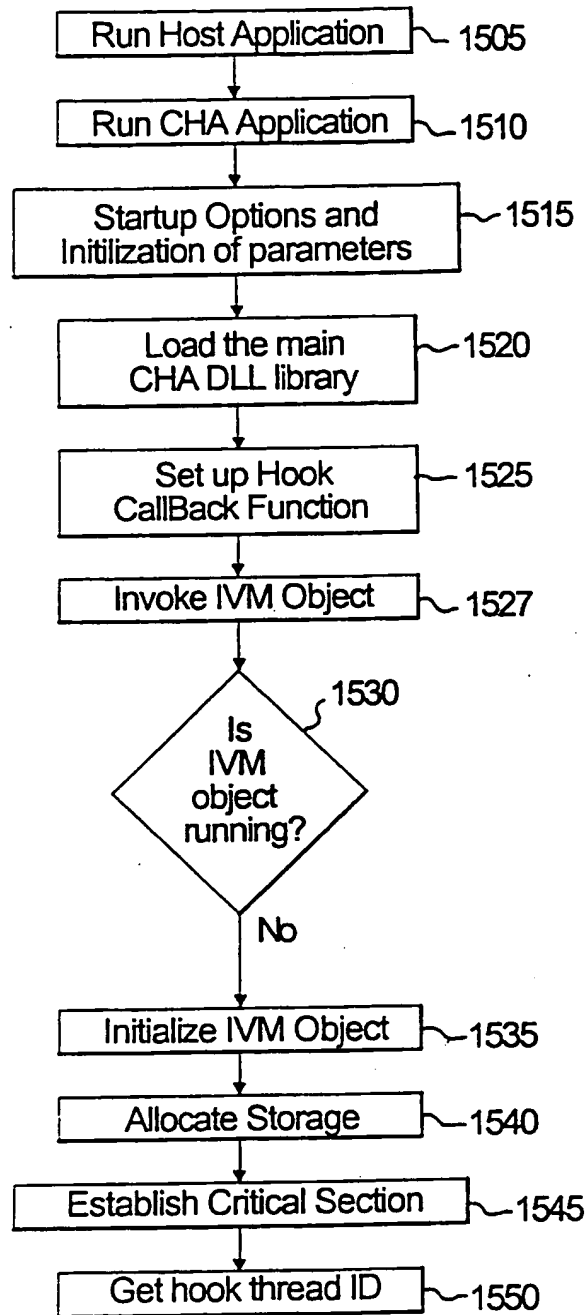 Run Host Application
1505
Run CHA Application
1510
Startup Options and
Initilization of parameters
1515
Load the main
CHA DLL library
1520
Set up Hook
CallBack Function
1525
Invoke IVM Object
1527
1530
Is
IVM
object
running?
No
Initialize IVM Object
1535
Allocate Storage
1540
Establish Critical Section
1545
Get hook thread ID
1550